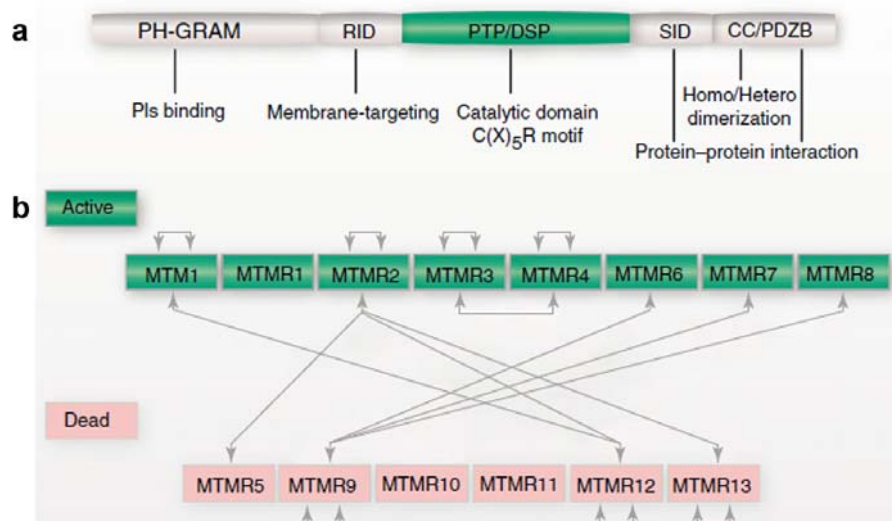 a
PH-GRAM RID PTP/DSP SID CC/PDZB
PIs binding
Membrane-targeting
Catalytic domain
C(X)5R motif
Homo/Hetero
dimerization
Protein–protein interaction
b
Active
MTM1 MTMR1 MTMR2 MTMR3 MTMR4 MTMR6 MTMR7 MTMR8
Dead
MTMR5 MTMR9 MTMR10 MTMR11 MTMR12 MTMR13